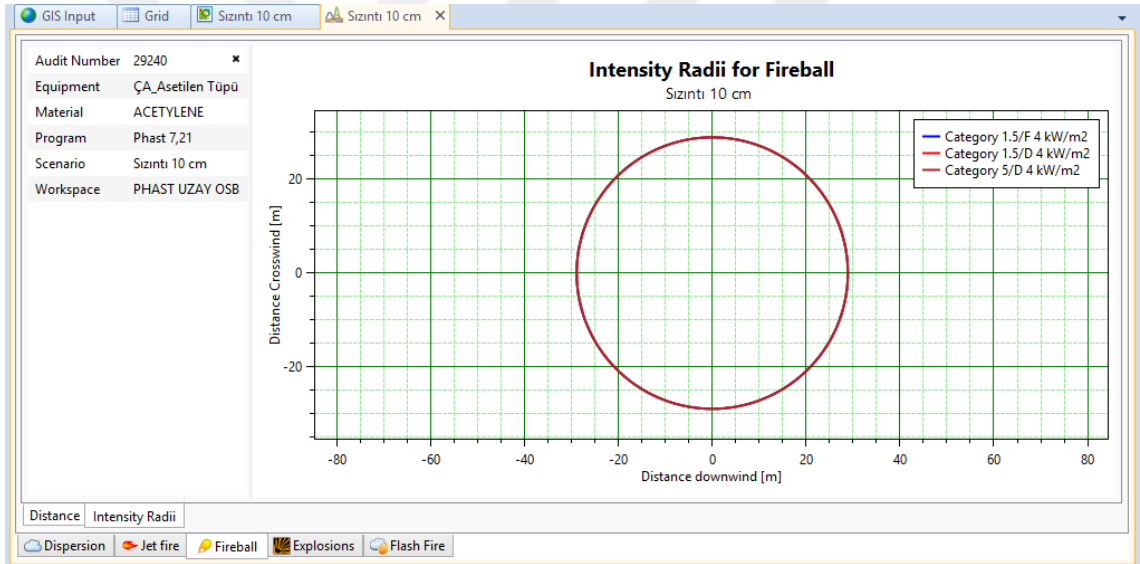 GIS Input Grid Sızıntı 10 cm Sızıntı 10 cm
Audit Number 29240
Equipment ÇA_Asetilen Tüpü
Material ACETYLENE
Program Phast 7,21
Scenario Sızıntı 10 cm
Workspace PHAST UZAY OSB
Intensity Radii for Fireball
Sızıntı 10 cm
Category 1.5/F 4 kW/m2
Category 1.5/D 4 kW/m2
Category 5/D 4 kW/m2
Distance Crosswind [m]
20
0
-20
-80 -60 -40 -20 0 20 40 60 80
Distance downwind [m]
Distance Intensity Radii
Dispersion Jet fire Fireball Explosions Flash Fire